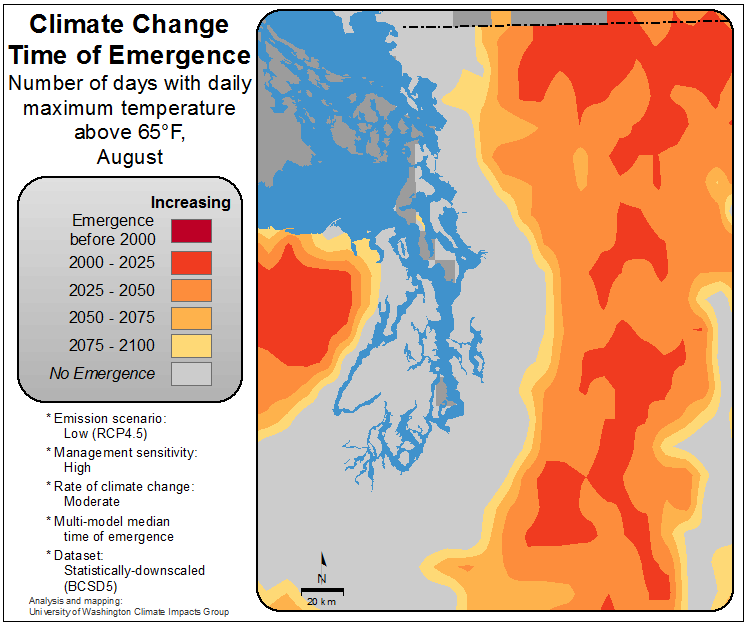 Climate Change
Time of Emergence
Number of days with daily
maximum temperature
above 65°F,
August
Increasing
Emergence
before 2000
2000 - 2025
2025 - 2050
2050 - 2075
2075 - 2100
No Emergence
* Emission scenario:
Low (RCP4.5)
* Management sensitivity:
High
* Rate of climate change:
Moderate
* Multi-model median
time of emergence
* Dataset:
Statistically-downscaled
(BCSD5)
Analysis and mapping:
University of Washington Climate Impacts Group
N
20 km